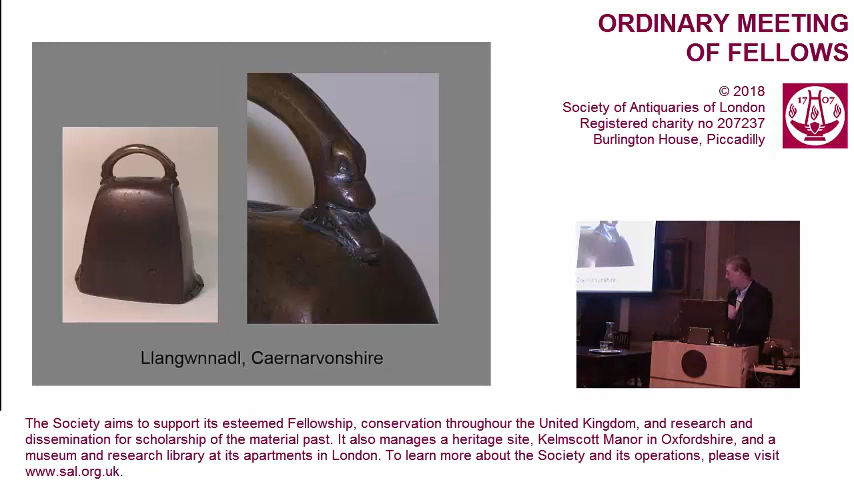 ORDINARY MEETING
OF FELLOWS
© 2018
Society of Antiquaries of London
Registered charity no 207237
Burlington House, Piccadilly
17 07
Llangwnnadl, Caernarvonshire
The Society aims to support its esteemed Fellowship, conservation throughour the United Kingdom, and research and
dissemination for scholarship of the material past. It also manages a heritage site, Kelmscott Manor in Oxfordshire, and a
museum and research library at its apartments in London. To learn more about the Society and its operations, please visit
www.sal.org.uk.